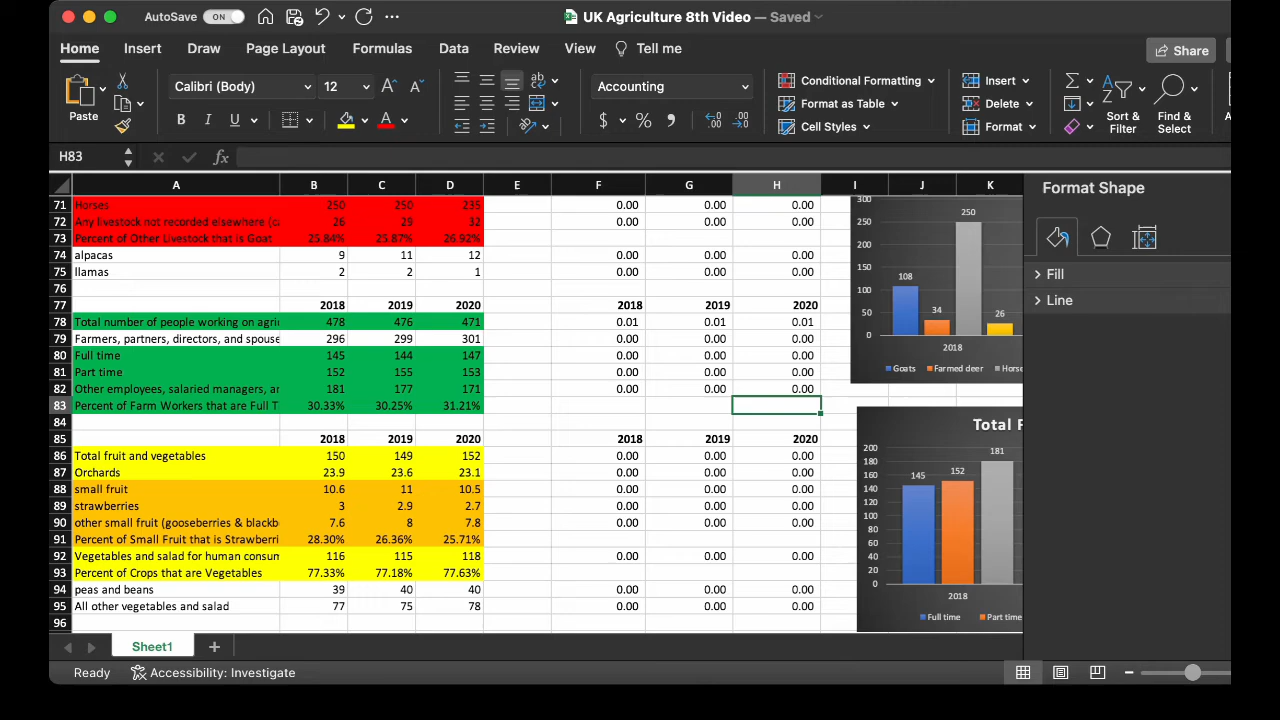 AutoSave ON UK Agriculture 8th Video — Saved
Home Insert Draw Page Layout Formulas Data Review View Tell me Share
Paste Calibri (Body) 12 Accounting Conditional Formatting Format as Table Cell Styles Insert Delete Format Sort & Filter Find & Select
H83 fx
A B C D E F G H I J K
71 Horses 250 250 235 0.00 0.00 0.00
72 Any livestock not recorded elsewhere (ca 26 29 32 0.00 0.00 0.00
73 Percent of Other Livestock that is Goat 25.84% 25.87% 26.92%
74 alpacas 9 11 12 0.00 0.00 0.00
75 llamas 2 2 1 0.00 0.00 0.00
76
77 2018 2019 2020 2018 2019 2020
78 Total number of people working on agri 478 476 471 0.01 0.01 0.01
79 Farmers, partners, directors, and spouse 296 299 301 0.00 0.00 0.00
80 Full time 145 144 147 0.00 0.00 0.00
81 Part time 152 155 153 0.00 0.00 0.00
82 Other employees, salaried managers, an 181 177 171 0.00 0.00 0.00
83 Percent of Farm Workers that are Full T 30.33% 30.25% 31.21%
84
85 2018 2019 2020 2018 2019 2020
86 Total fruit and vegetables 150 149 152 0.00 0.00 0.00
87 Orchards 23.9 23.6 23.1 0.00 0.00 0.00
88 small fruit 10.6 11 10.5 0.00 0.00 0.00
89 strawberries 3 2.9 2.7 0.00 0.00 0.00
90 other small fruit (gooseberries & blackb 7.6 8 7.8 0.00 0.00 0.00
91 Percent of Small Fruit that is Strawberri 28.30% 26.36% 25.71%
92 Vegetables and salad for human consum 116 115 118 0.00 0.00 0.00
93 Percent of Crops that are Vegetables 77.33% 77.18% 77.63%
94 peas and beans 39 40 40 0.00 0.00 0.00
95 All other vegetables and salad 77 75 78 0.00 0.00 0.00
96
300
250
200
150
100
50
0
108 34 250 26
2018
Goats Farmed deer Horse
Total F
200
180
160
140
120
100
80
60
40
20
0
145 152 181
2018
Full time Part time
Format Shape
Fill
Line
Sheet1
Ready Accessibility: Investigate